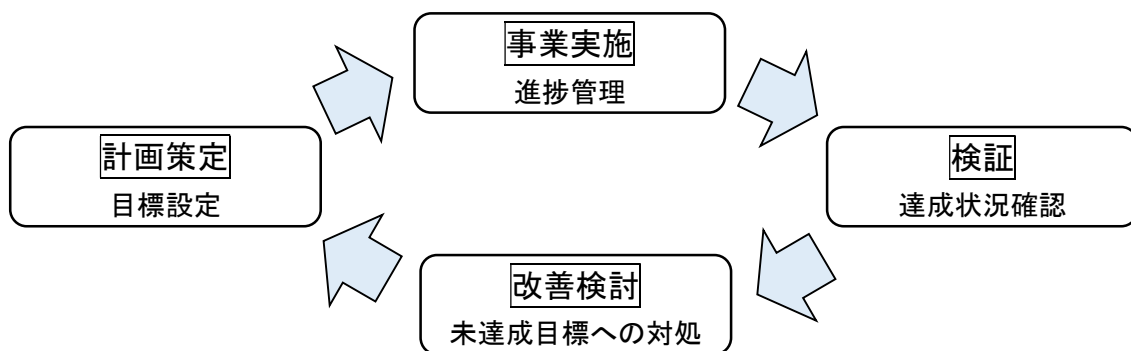 事業実施
進捗管理
計画策定
目標設定
検証
達成状況確認
改善検討
未達成目標への対処